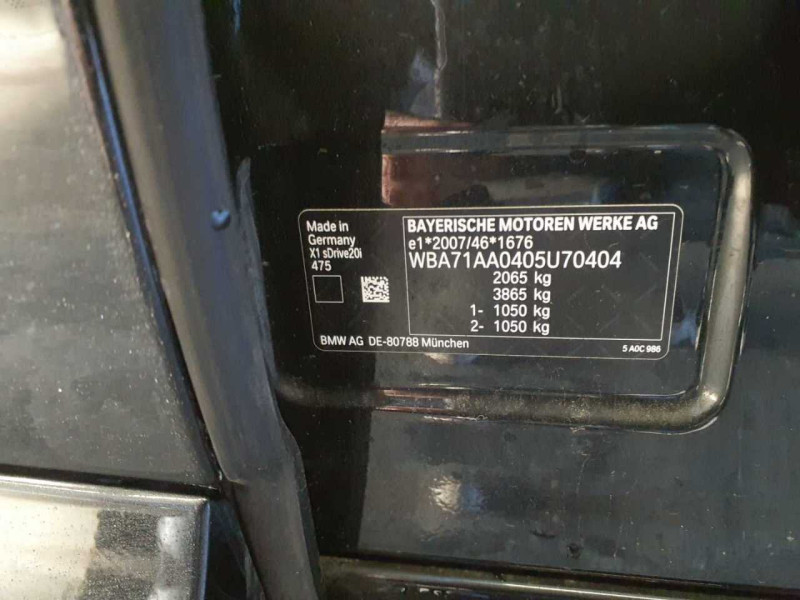 Made in
Germany
X1 sDrive20i
475
BAYERISCHE MOTOREN WERKE AG
e1*2007/46*1676
WBA71AA0405U70404
2065 kg
3865 kg
1- 1050 kg
2- 1050 kg
BMW AG DE-80788 München
5 A0C 986